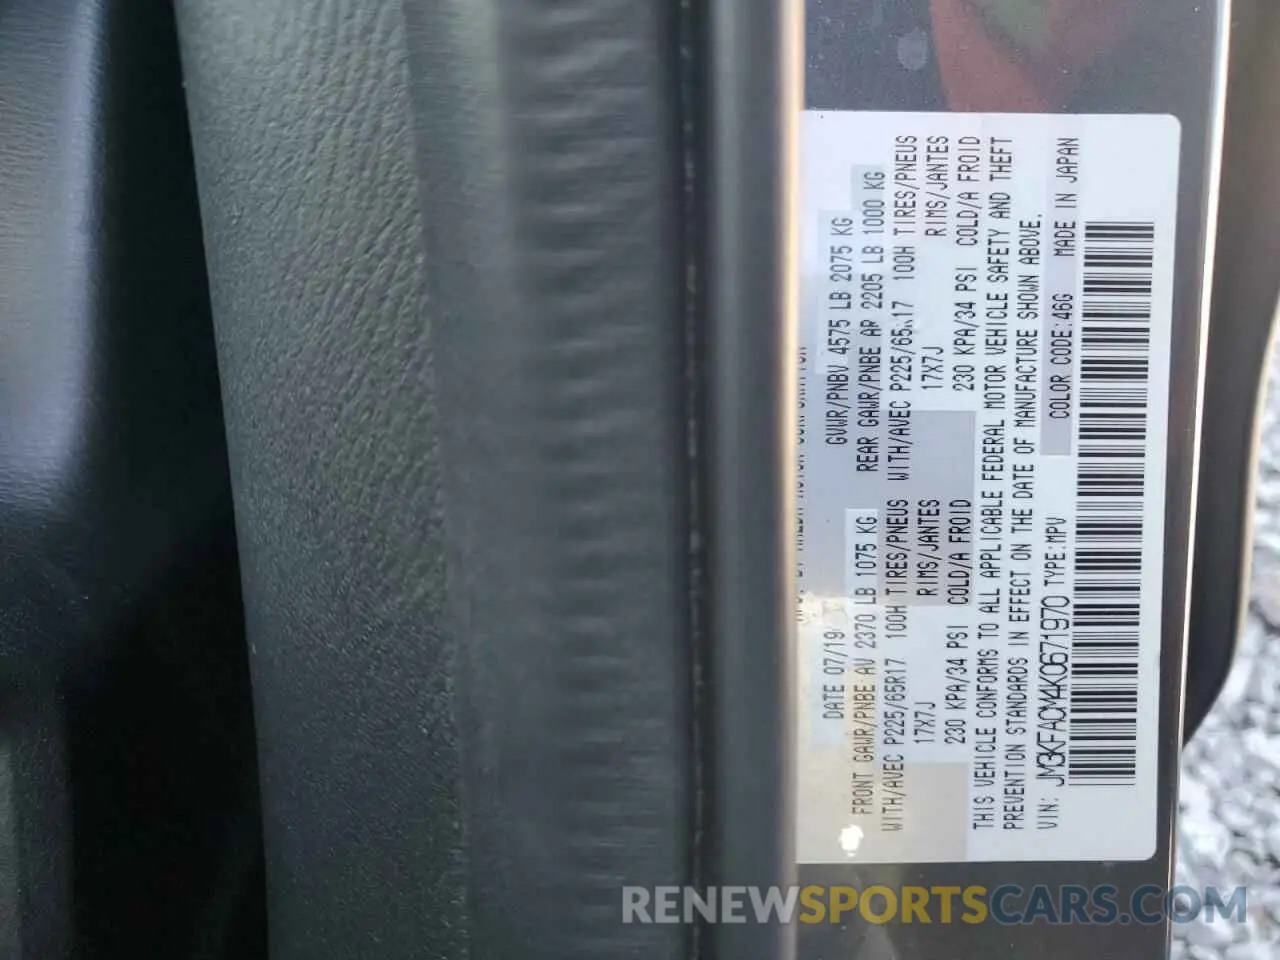 DATE 07/19 GVWR/PNBV 4575 LB 2075 KG
FRONT GAWR/PNBE AV 2370 LB 1075 KG REAR GAWR/PNBE AR 2205 LB 1000 KG
WITH/AVEC P225/65R17 100H TIRES/PNEUS WITH/AVEC P225/65R17 100H TIRES/PNEUS
17X7J RIMS/JANTES 17X7J RIMS/JANTES
230 KPA/34 PSI COLD/A FROID 230 KPA/34 PSI COLD/A FROID
THIS VEHICLE CONFORMS TO ALL APPLICABLE FEDERAL MOTOR VEHICLE SAFETY AND THEFT
PREVENTION STANDARDS IN EFFECT ON THE DATE OF MANUFACTURE SHOWN ABOVE.
VIN: JM3KFACM4K0671970 TYPE:MPV COLOR CODE:46G MADE IN JAPAN
RENEWSPORTSCARS.COM